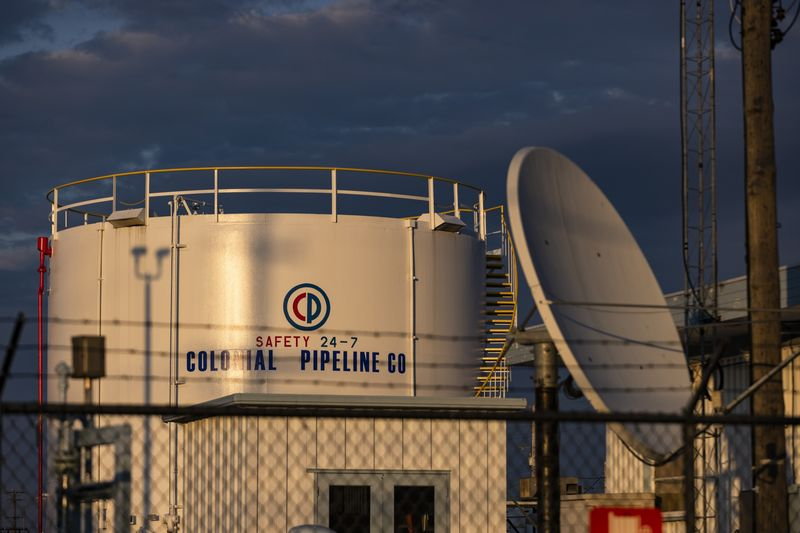 CP
SAFETY 24-7
COLONIAL PIPELINE CO